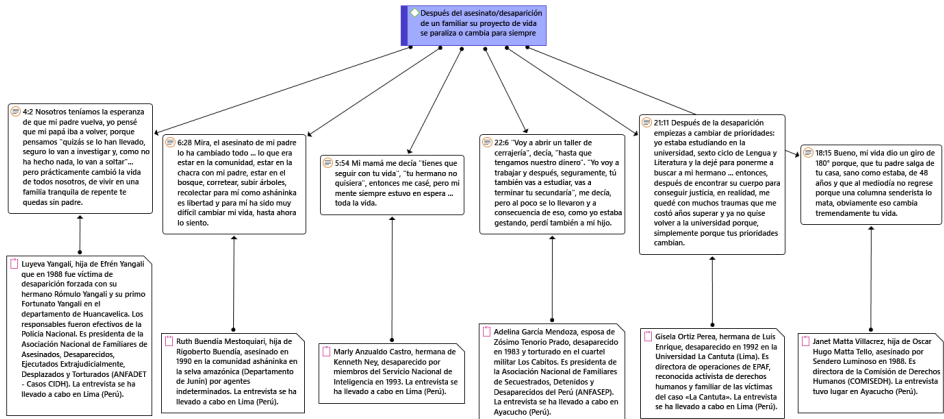 Después del asesinato/desaparición
de un familiar su proyecto de vida
se paraliza o cambia para siempre
4:2 Nosotros teníamos la esperanza
de que mi padre vuelva, yo pensé
que mi papá iba a volver, porque
pensamos ¨quizás se lo han llevado,
seguro lo van a investigar y, como no
ha hecho nada, lo van a soltar¨...
pero prácticamente cambió la vida
de todos nosotros, de vivir en una
familia tranquila de repente te
quedas sin padre.
6:28 Mira, el asesinato de mi padre
lo ha cambiado todo ... lo que era
estar en la comunidad, estar en la
chacra con mi padre, estar en el
bosque, corretear, subir árboles,
recolectar para mí como asháninka
es libertad y para mí ha sido muy
difícil cambiar mi vida, hasta ahora
lo siento.
5:54 Mi mamá me decía ¨tienes que
seguir con tu vida¨, ¨tu hermano no
quisiera¨, entonces me casé, pero mi
mente siempre estuvo en espera ...
toda la vida.
22:6 ¨Voy a abrir un taller de
cerrajería¨, decía, ¨hasta que
tengamos nuestro dinero¨. ¨Yo voy a
trabajar y después, seguramente, tú
también vas a estudiar, vas a
terminar tu secundaria¨, me decía,
pero al poco se lo llevaron y a
consecuencia de eso, como yo estaba
gestando, perdí también a mi hijo.
21:11 Después de la desaparición
empiezas a cambiar de prioridades:
yo estaba estudiando en la
universidad, sexto ciclo de Lengua y
Literatura y la dejé para ponerme a
buscar a mi hermano ... entonces,
después de encontrar su cuerpo para
conseguir justicia, en realidad, me
quedé con muchos traumas que me
costó años superar y ya no quise
volver a la universidad porque,
simplemente porque tus prioridades
cambian.
18:15 Bueno, mi vida dio un giro de
180° porque, que tu padre salga de
tu casa, sano como estaba, de 48
años y que al mediodía no regrese
porque una columna senderista lo
mata, obviamente eso cambia
tremendamente tu vida.
Luyeva Yangali, hija de Efrén Yangali
que en 1988 fue víctima de
desaparición forzada con su
hermano Rómulo Yangali y su primo
Fortunato Yangali en el
departamento de Huancavelica. Los
responsables fueron efectivos de la
Policía Nacional. Es presidenta de la
Asociación Nacional de Familiares de
Asesinados, Desaparecidos,
Ejecutados Extrajudicialmente,
Desplazados y Torturados (ANFADET
- Casos CIDH). La entrevista se ha
llevado a cabo en Lima (Perú).
Ruth Buendía Mestoquiari, hija de
Rigoberto Buendía, asesinado en
1990 en la comunidad asháninka en
la selva amazónica (Departamento
de Junín) por agentes
indeterminados. La entrevista se ha
llevado a cabo en Lima (Perú).
Marly Anzualdo Castro, hermana de
Kenneth Ney, desaparecido por
miembros del Servicio Nacional de
Inteligencia en 1993. La entrevista se
ha llevado a cabo en Lima (Perú).
Adelina García Mendoza, esposa de
Zósimo Tenorio Prado, desaparecido
en 1983 y torturado en el cuartel
militar Los Cabitos. Es presidenta de
la Asociación Nacional de Familiares
de Secuestrados, Detenidos y
Desaparecidos del Perú (ANFASEP).
La entrevista se ha llevado a cabo en
Ayacucho (Perú).
Gisela Ortiz Perea, hermana de Luis
Enrique, desaparecido en 1992 en la
Universidad La Cantuta (Lima). Es
directora de operaciones de EPAF,
reconocida activista de derechos
humanos y familiar de las víctimas
del caso «La Cantuta». La entrevista
se ha llevado a cabo en Lima (Perú).
Janet Matta Villacrez, hija de Oscar
Hugo Matta Tello, asesinado por
Sendero Luminoso en 1988. Es
directora de la Comisión de Derechos
Humanos (COMISEDH). La entrevista
tuvo lugar en Ayacucho (Perú).